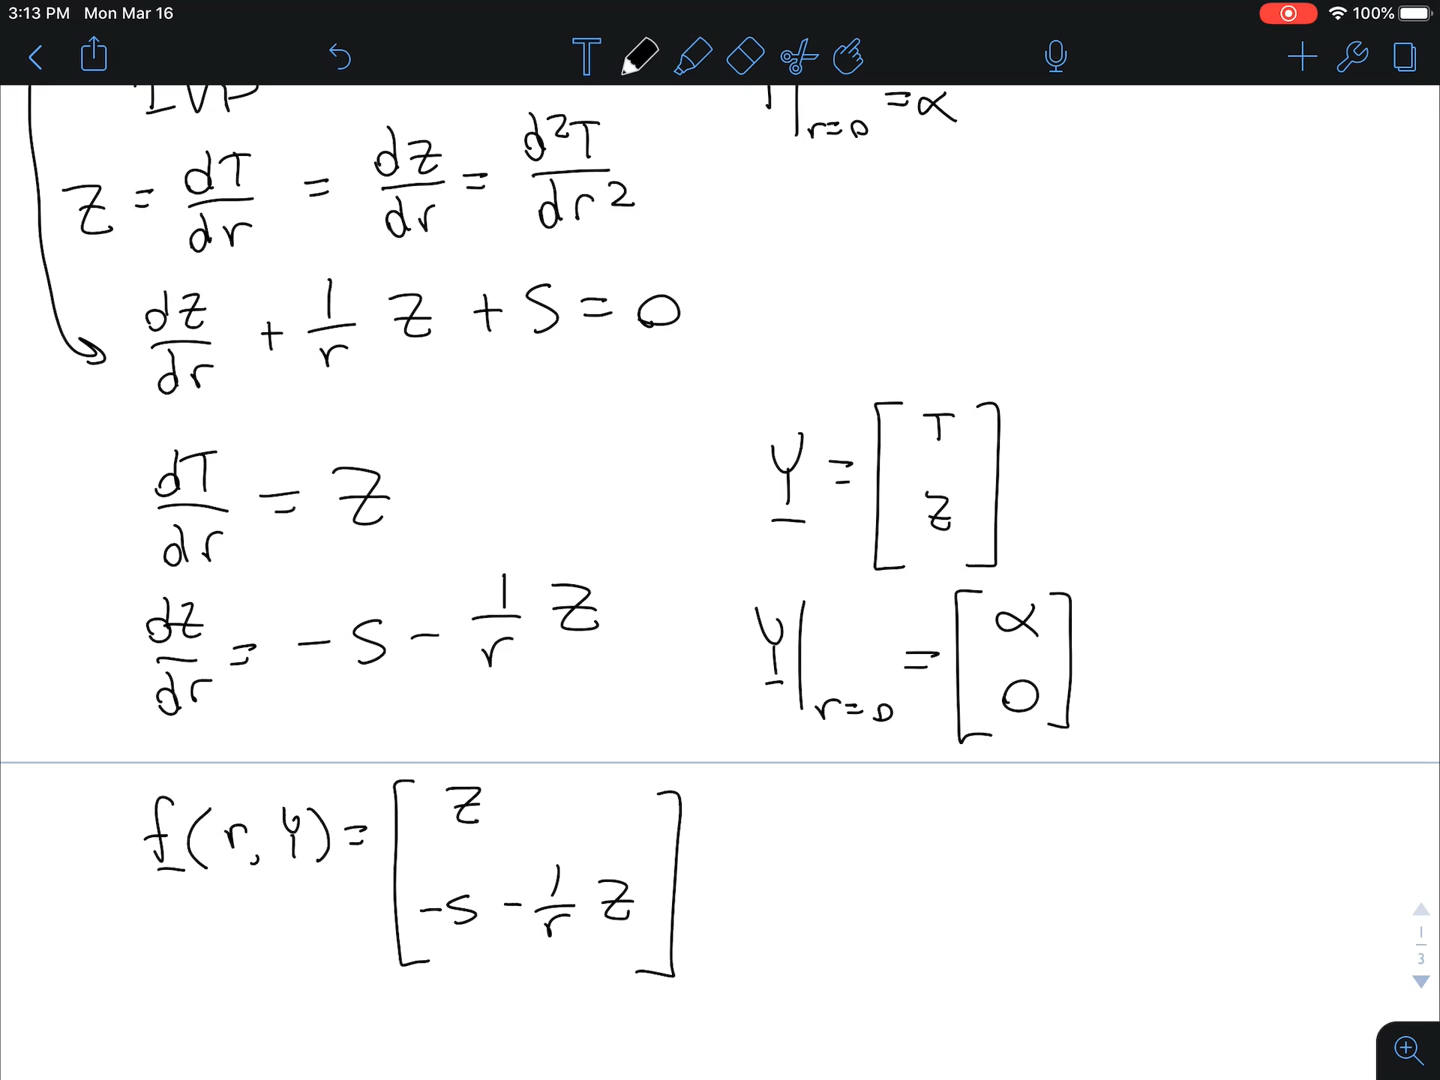 3:13 PM Mon Mar 16
100%
T
IVP
T|r=0 = α
Z = dT/dr = dZ/dr = d²T/dr²
dZ/dr + 1/r Z + S = 0
dT/dr = Z
Y = [ T Z ]
dZ/dr = - S - 1/r Z
Y|r=0 = [ α 0 ]
f(r, Y) = [ Z -S - 1/r Z ]
1/3